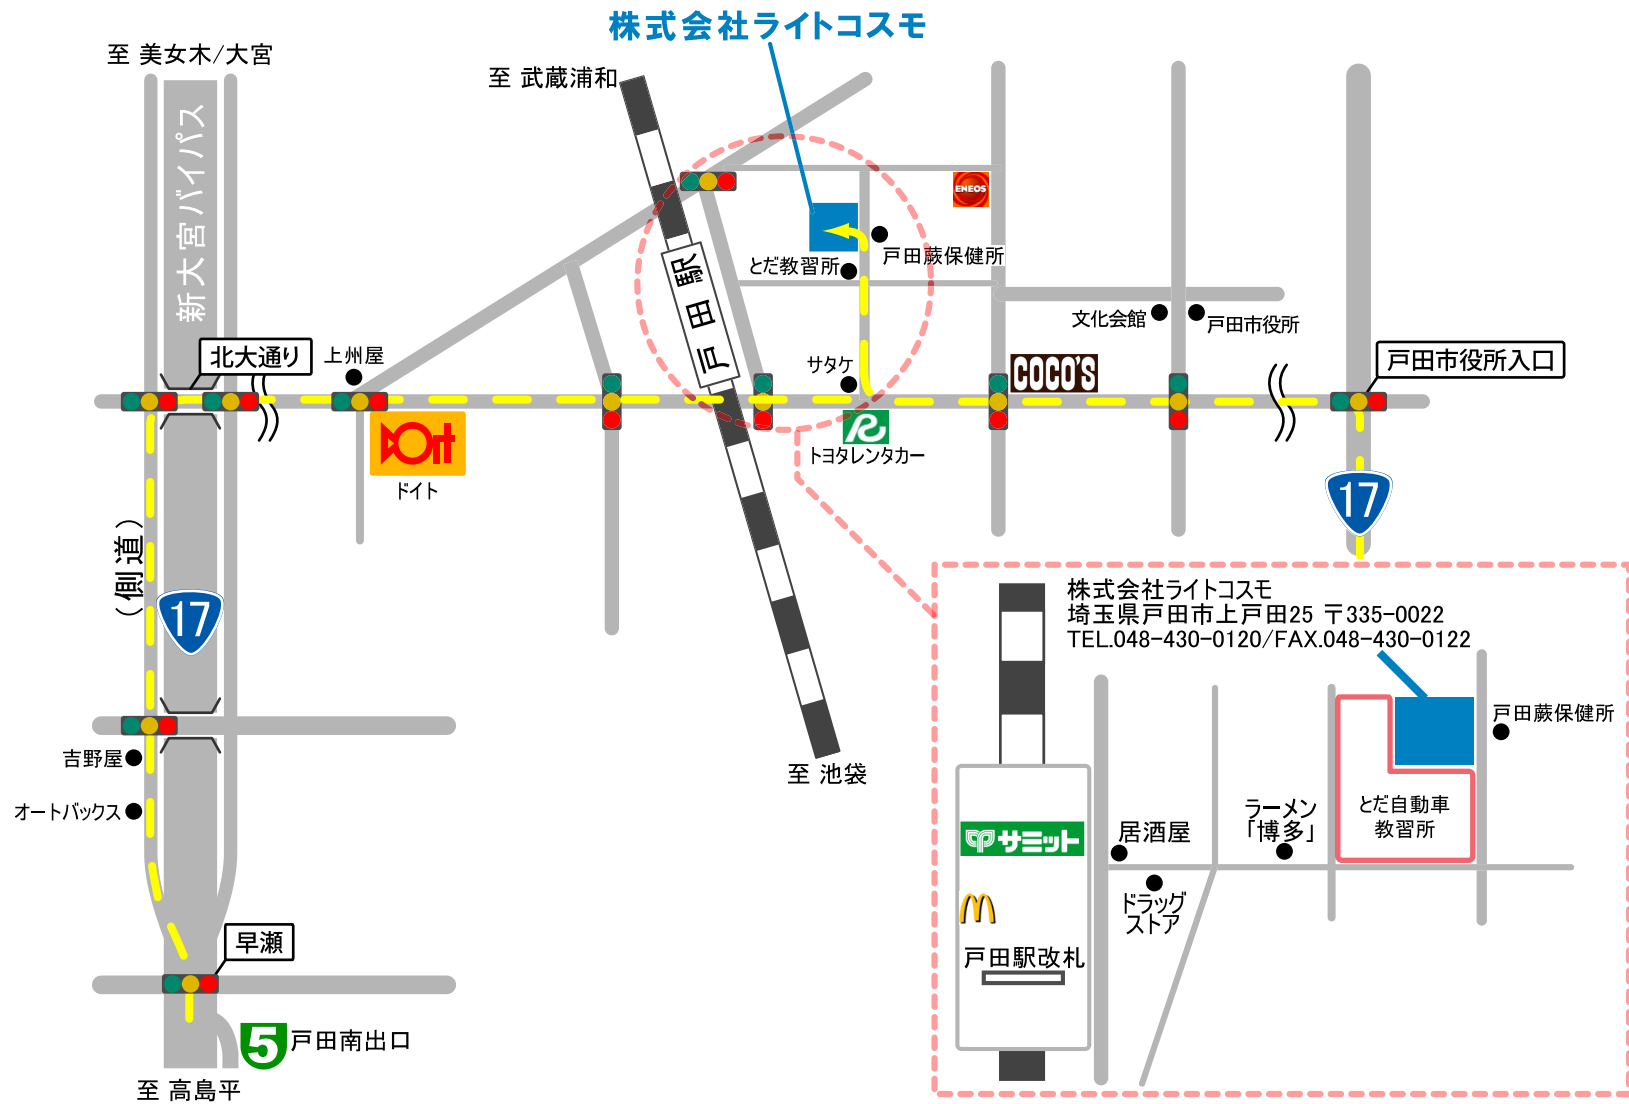 株式会社ライトコスモ
至 美女木/大宮
至 武蔵浦和
新大宮バイパス
ENEOS
戸田蕨保健所
とだ教習所
戸田駅
文化会館
戸田市役所
北大通り
上州屋
サタケ
COCO'S
戸田市役所入口
ドイト
R
トヨタレンタカー
17
(側道)
17
吉野屋
オートバックス
至 池袋
早瀬
5
戸田南出口
至 高島平
株式会社ライトコスモ
埼玉県戸田市上戸田25 〒335-0022
TEL.048-430-0120/FAX.048-430-0122
戸田蕨保健所
とだ自動車
教習所
ラーメン
「博多」
居酒屋
サミット
ドラッグ
ストア
戸田駅改札